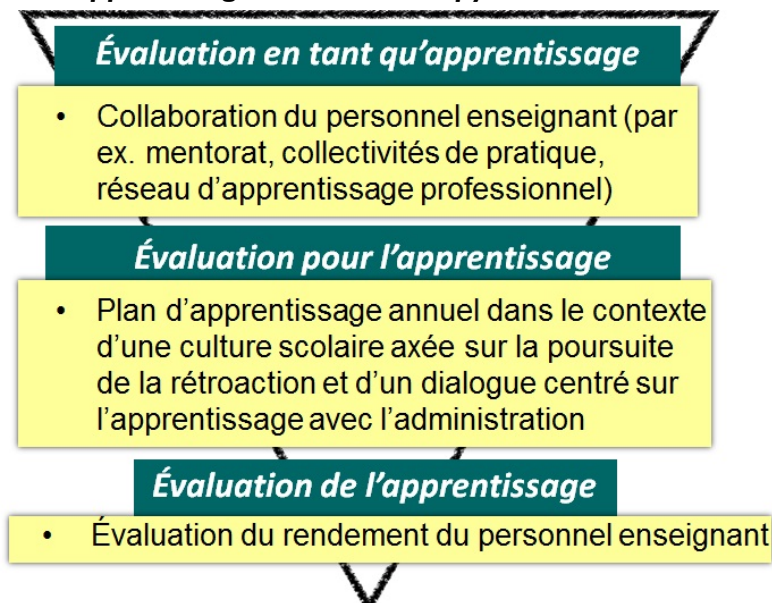 Évaluation en tant qu'apprentissage
• Collaboration du personnel enseignant (par
ex. mentorat, collectivités de pratique,
réseau d'apprentissage professionnel)
Évaluation pour l'apprentissage
• Plan d'apprentissage annuel dans le contexte
d'une culture scolaire axée sur la poursuite
de la rétroaction et d'un dialogue centré sur
l'apprentissage avec l'administration
Évaluation de l'apprentissage
• Évaluation du rendement du personnel enseignant